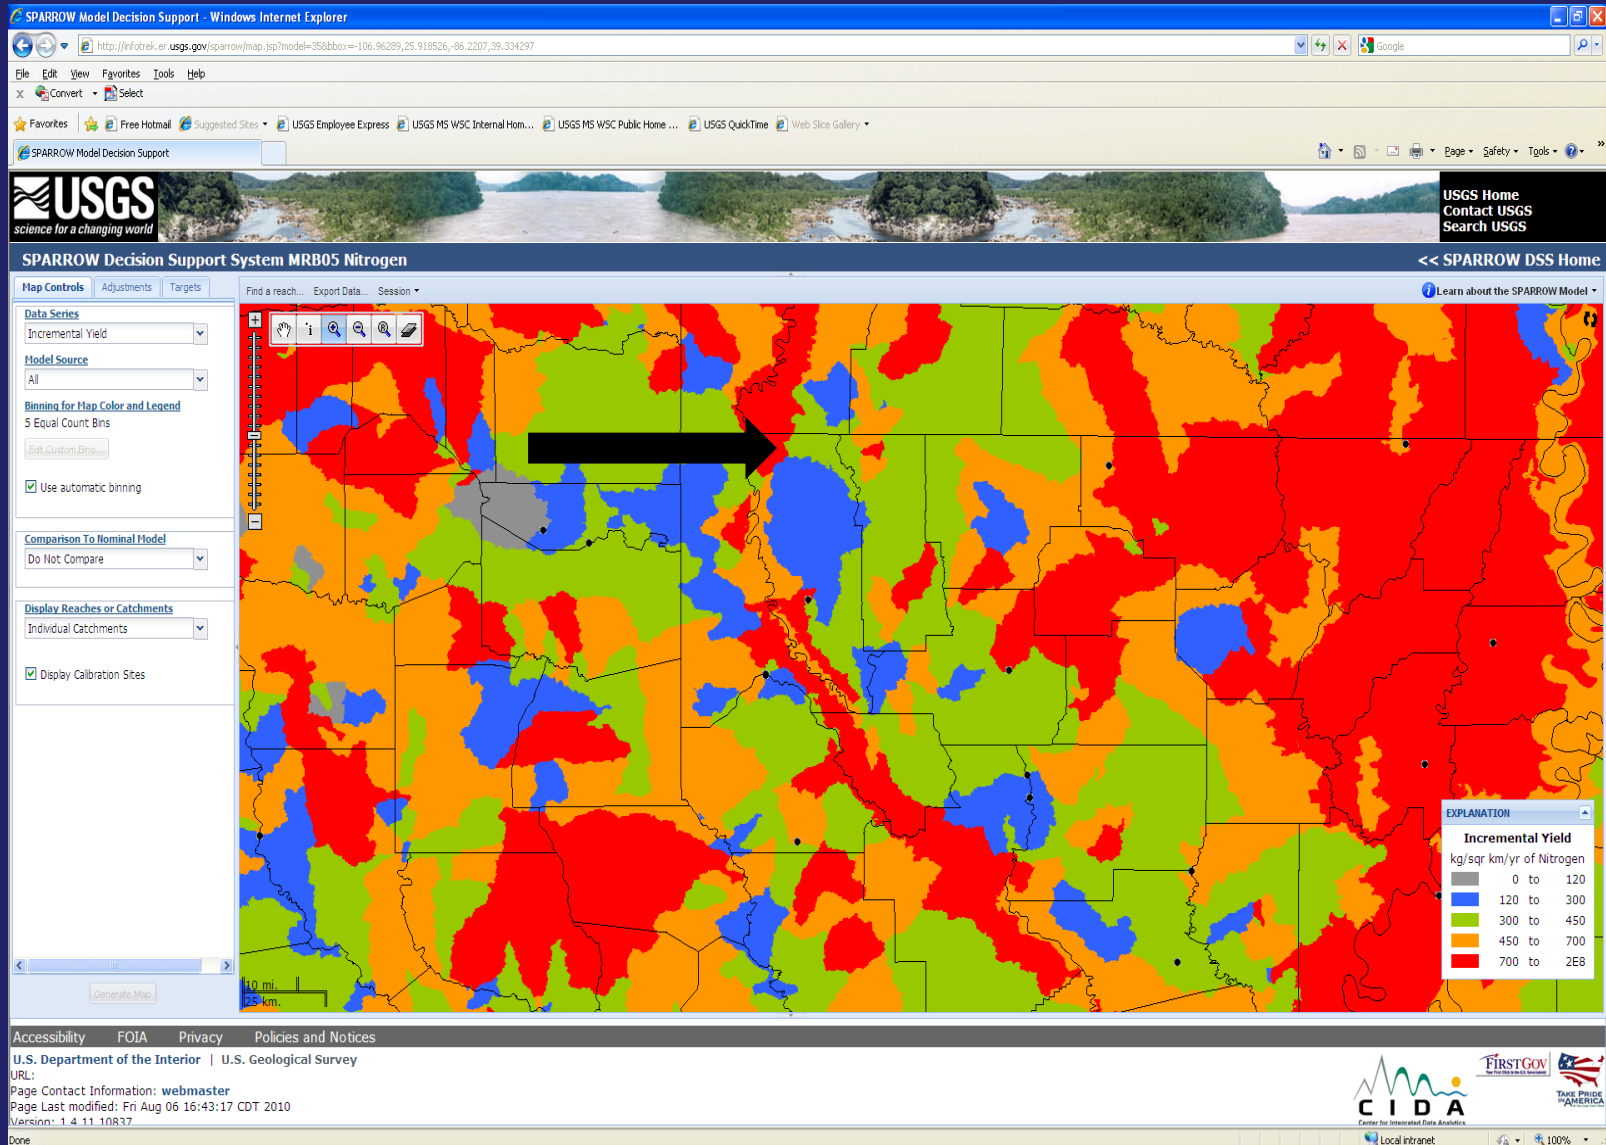 SPARROW Model Decision Support - Windows Internet Explorer
http://infotrek.er.usgs.gov/sparrow/map.jsp?model=35&bbox=-106.96289,25.918526,-86.2207,39.334297
Google
File Edit View Favorites Tools Help
x Convert Select
Favorites Free Hotmail Suggested Sites USGS Employee Express USGS MS WSC Internal Hom... USGS MS WSC Public Home ... USGS QuickTime Web Slice Gallery
SPARROW Model Decision Support
Page Safety Tools »
USGS
science for a changing world
USGS Home
Contact USGS
Search USGS
SPARROW Decision Support System MRB05 Nitrogen
<< SPARROW DSS Home
Map Controls Adjustments Targets
Find a reach... Export Data... Session
Learn about the SPARROW Model
Data Series
Incremental Yield
Model Source
All
Binning for Map Color and Legend
5 Equal Count Bins
Edit Custom Bins...
Use automatic binning
Comparison To Nominal Model
Do Not Compare
Display Reaches or Catchments
Individual Catchments
Display Calibration Sites
Generate Map
10 mi.
25 km.
EXPLANATION
Incremental Yield
kg/sqr km/yr of Nitrogen
0 to 120
120 to 300
300 to 450
450 to 700
700 to 2E8
Accessibility FOIA Privacy Policies and Notices
U.S. Department of the Interior | U.S. Geological Survey
URL:
Page Contact Information: webmaster
Page Last modified: Fri Aug 06 16:43:17 CDT 2010
Version: 1.4.11.10837
CIDA
Center for Integrated Data Analytics
FIRSTGOV
TAKE PRIDE
IN AMERICA
Done
Local intranet
100%